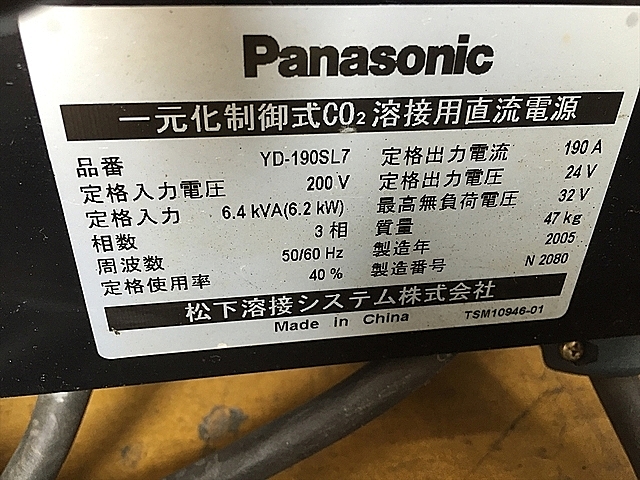 Panasonic
一元化制御式CO₂溶接用直流電源
品番 YD-190SL7
定格入力電圧 200 V
定格入力 6.4 kVA(6.2 kW)
相数 3 相
周波数 50/60 Hz
定格使用率 40 %
定格出力電流 190 A
定格出力電圧 24 V
最高無負荷電圧 32 V
質量 47 kg
製造年 2005
製造番号 N 2080
松下溶接システム株式会社
Made in China
TSM10946-01